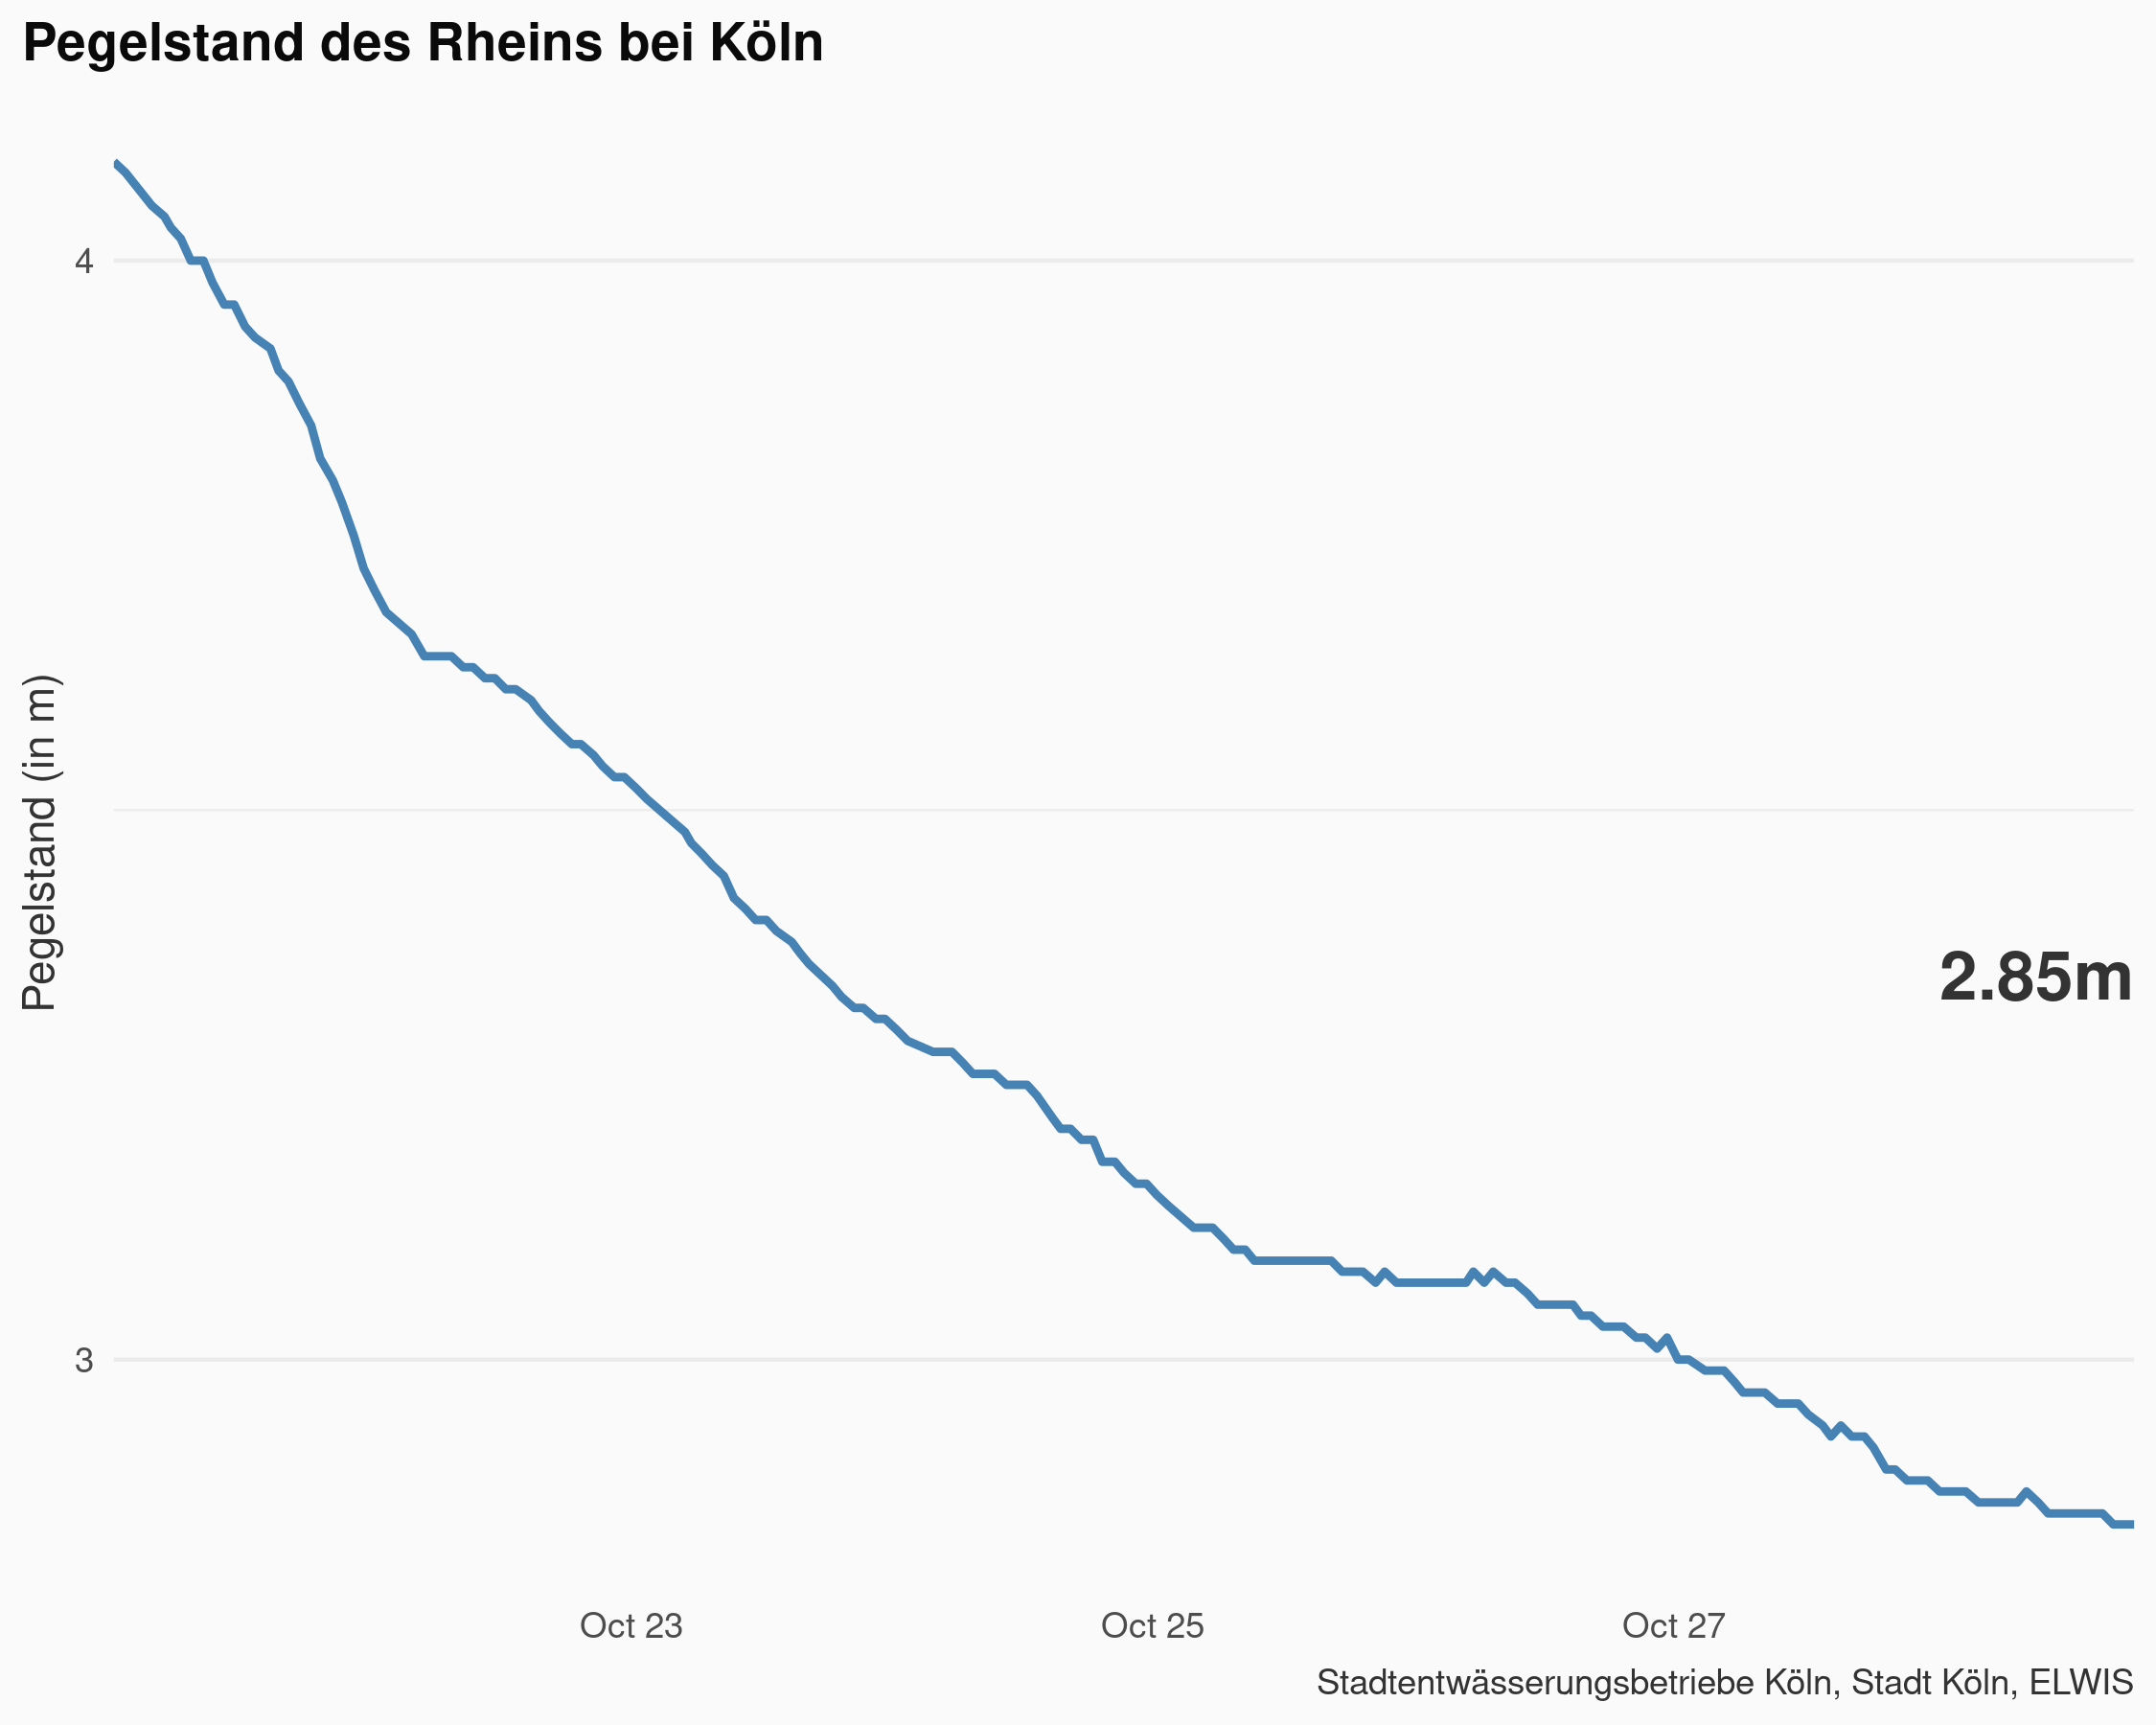 Pegelstand des Rheins bei Köln
4
Pegelstand (in m)
2.85m
3
Oct 23
Oct 25
Oct 27
Stadtentwässerungsbetriebe Köln, Stadt Köln, ELWIS